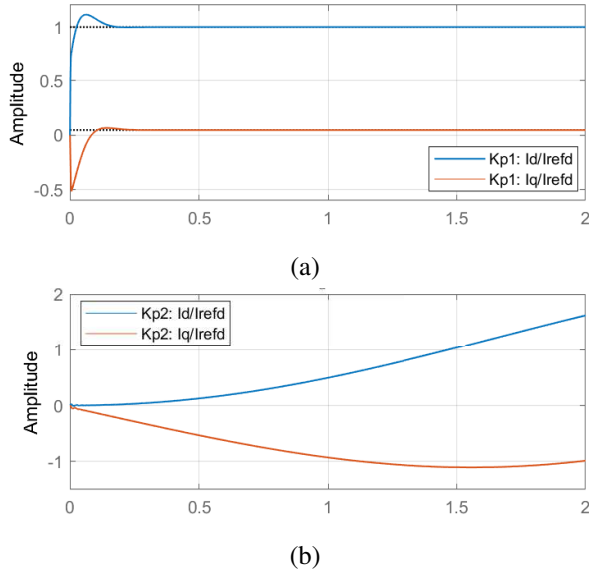 1
0.5
0
-0.5
Amplitude
Kp1: Id/Irefd
Kp1: Iq/Irefd
0 0.5 1 1.5 2
(a)
2
1
0
-1
Amplitude
Kp2: Id/Irefd
Kp2: Iq/Irefd
0 0.5 1 1.5 2
(b)